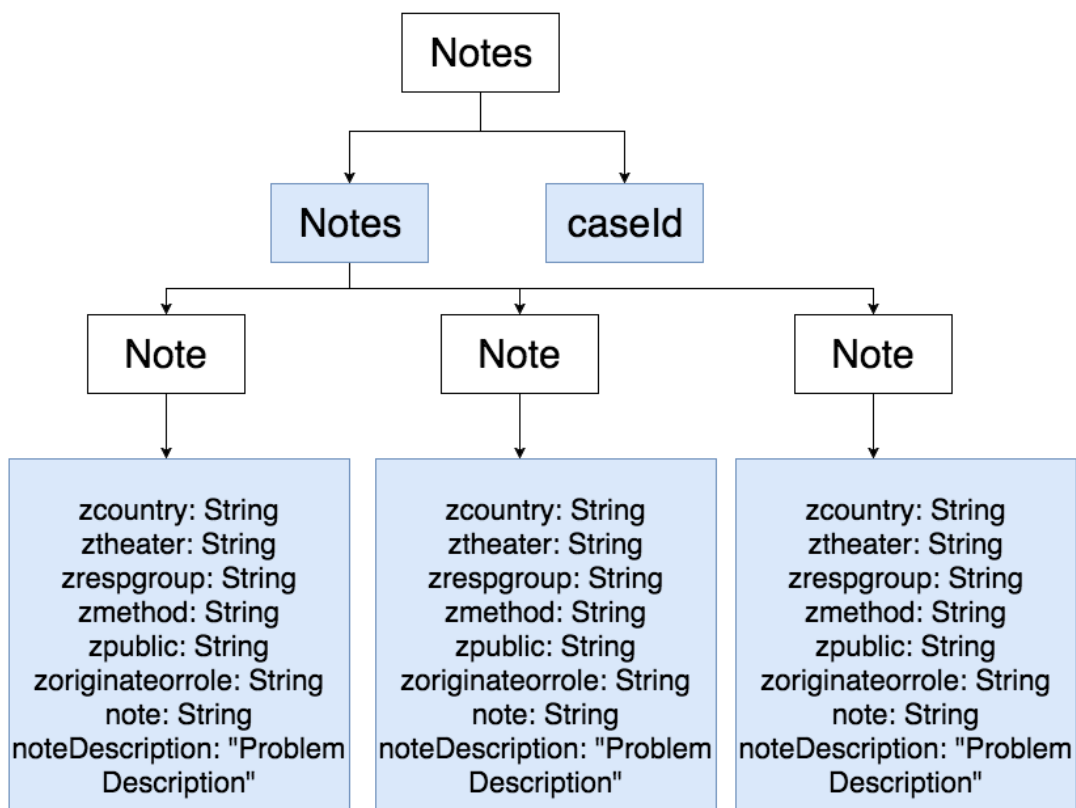 Notes
Notes
caseId
Note
Note
Note
zcountry: String
ztheater: String
zrespgroup: String
zmethod: String
zpublic: String
zoriginateorrole: String
note: String
noteDescription: "Problem
Description"
zcountry: String
ztheater: String
zrespgroup: String
zmethod: String
zpublic: String
zoriginateorrole: String
note: String
noteDescription: "Problem
Description"
zcountry: String
ztheater: String
zrespgroup: String
zmethod: String
zpublic: String
zoriginateorrole: String
note: String
noteDescription: "Problem
Description"